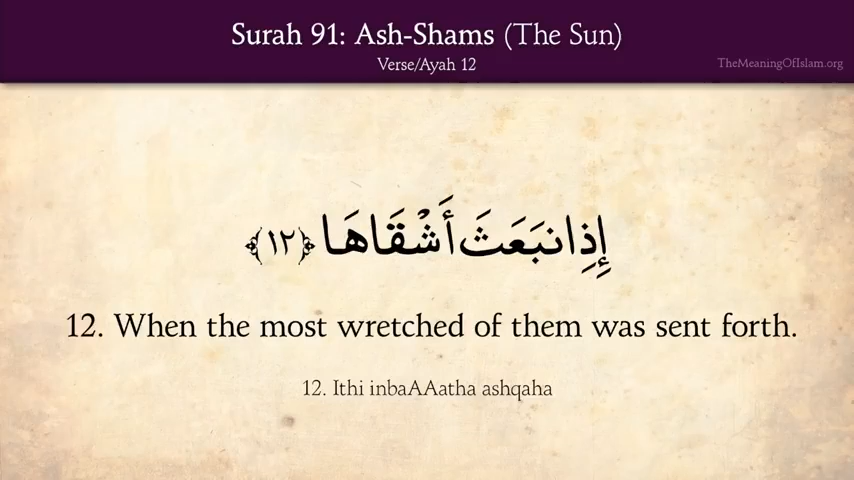 Surah 91: Ash-Shams (The Sun)
Verse/Ayah 12
TheMeaningOfIslam.org
إِذِ انبَعَثَ أَشْقَاهَا ﴿١٢﴾
12. When the most wretched of them was sent forth.
12. Ithi inbaAAatha ashqaha